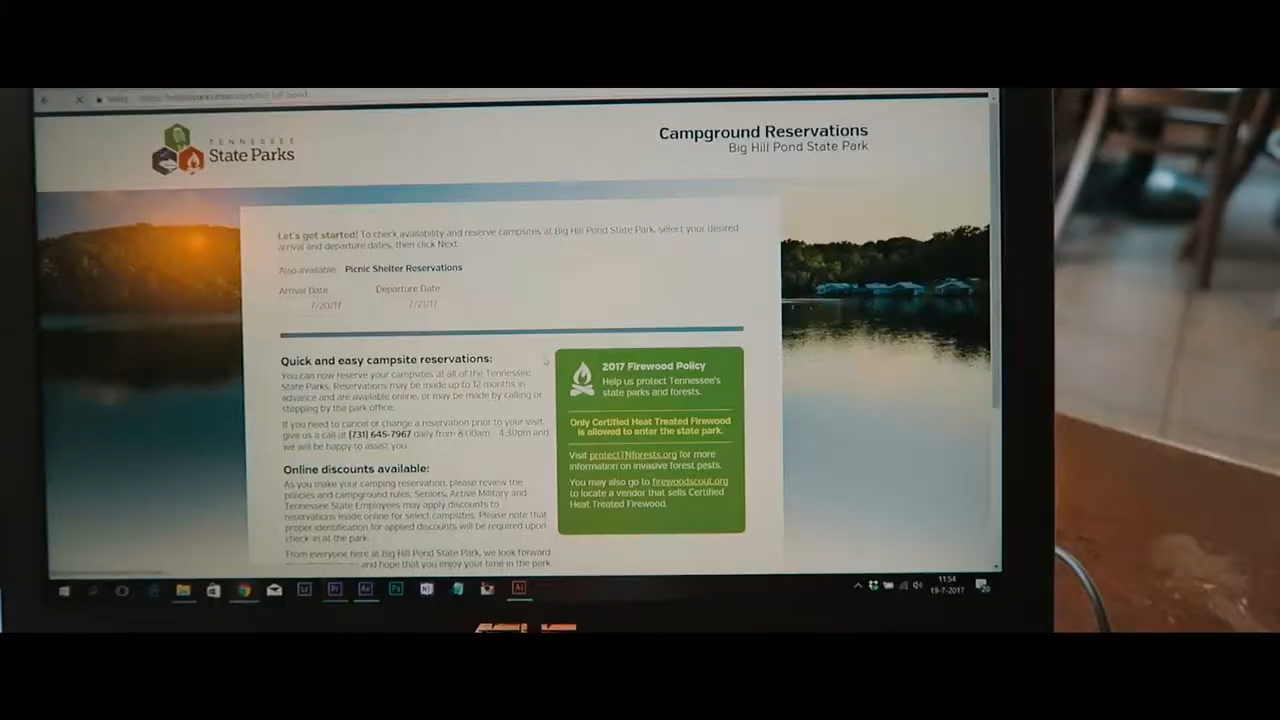 TENNESSEE
State Parks
Campground Reservations
Big Hill Pond State Park
Let's get started! To check availability and reserve campsites at Big Hill Pond State Park, select your desired
arrival and departure dates, then click Next.
Also available: Picnic Shelter Reservations
Arrival Date
Departure Date
7/20/17
7/21/17
Quick and easy campsite reservations:
You can now reserve your campsites at all of the Tennessee
State Parks. Reservations may be made up to 12 months in
advance and are available online, or may be made by calling or
stopping by the park office.
If you need to cancel or change a reservation prior to your visit,
give us a call at (731) 645-7967 daily from 8:00am - 4:30pm and
we will be happy to assist you.
Online discounts available:
As you make your camping reservation, please review the
policies and campground rules. Seniors, Active Military and
Tennessee State Employees may apply discounts to
reservations made online for select campsites. Please note that
proper identification for applied discounts will be required upon
check-in at the park.
From everyone here at Big Hill Pond State Park, we look forward
and hope that you enjoy your time in the park.
2017 Firewood Policy
Help us protect Tennessee's
state parks and forests.
Only Certified Heat Treated Firewood
is allowed to enter the state park.
Visit protectTNforests.org for more
information on invasive forest pests.
You may also go to firewoodscout.org
to locate a vendor that sells Certified
Heat Treated Firewood.
Lr
Pr
Ae
Ps
N
Ai
11:54
19-7-2017